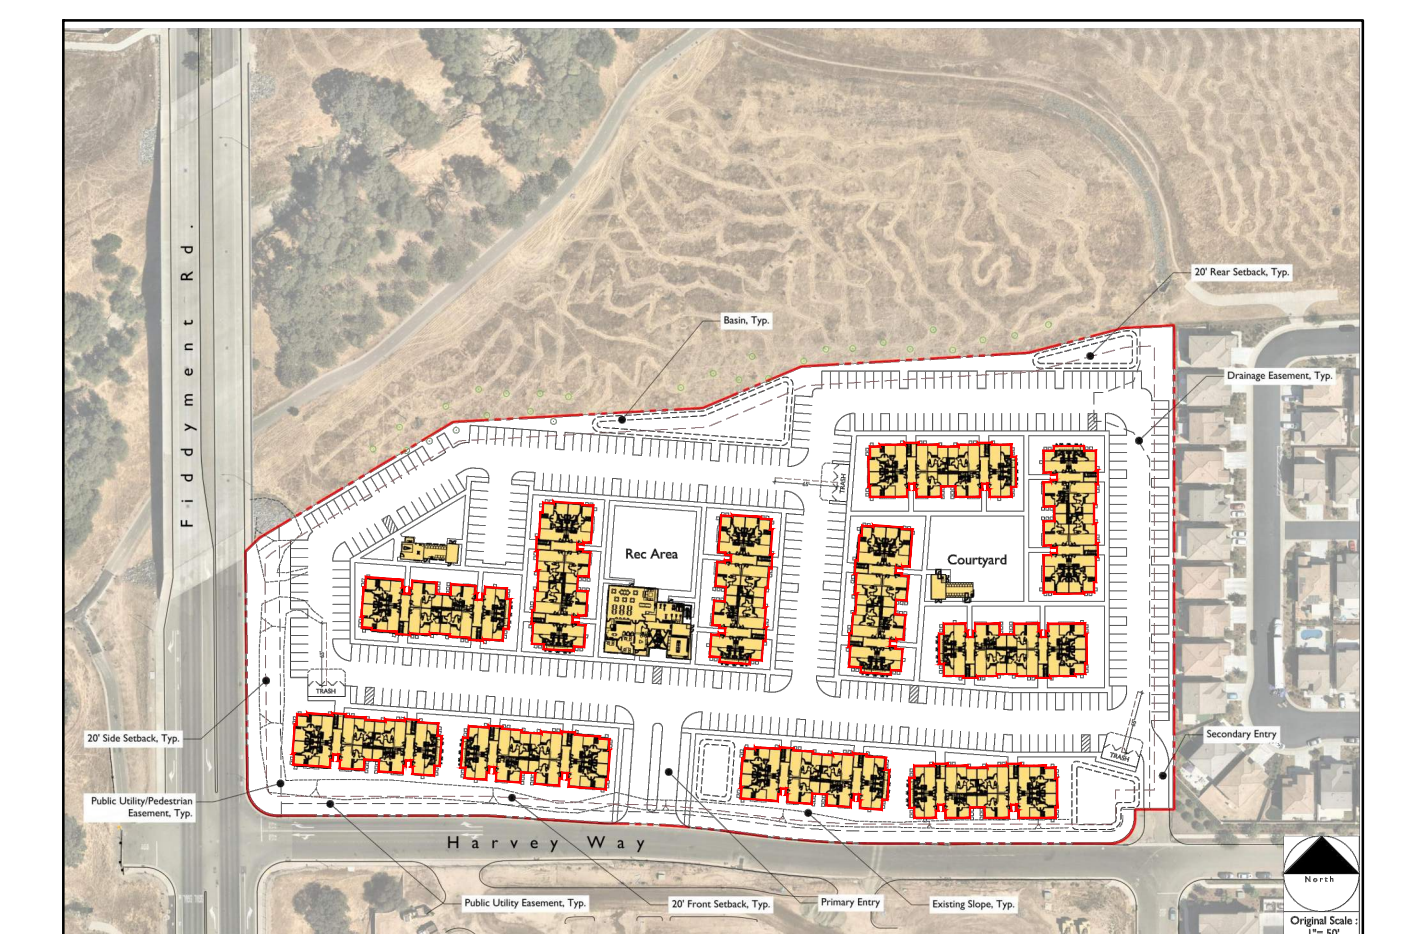 20' Rear Setback, Typ.
Basin, Typ.
Fiddyment Rd.
Drainage Easement, Typ.
TRASH
Rec Area
Courtyard
TRASH
20' Side Setback, Typ.
Secondary Entry
TRASH
Public Utility/Pedestrian
Easement, Typ.
Harvey Way
North
Public Utility Easement, Typ.
20' Front Setback, Typ.
Primary Entry
Existing Slope, Typ.
Original Scale :
1"= 50'